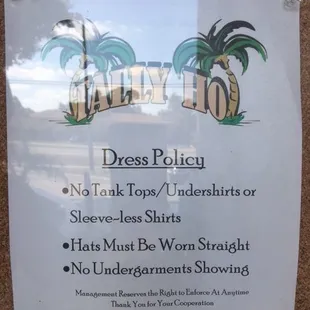 TALLY HO
Dress Policy
•No Tank Tops/Undershirts or
Sleeve-less Shirts
•Hats Must Be Worn Straight
•No Undergarments Showing
Management Reserves the Right to Enforce At Anytime
Thank You for Your Cooperation